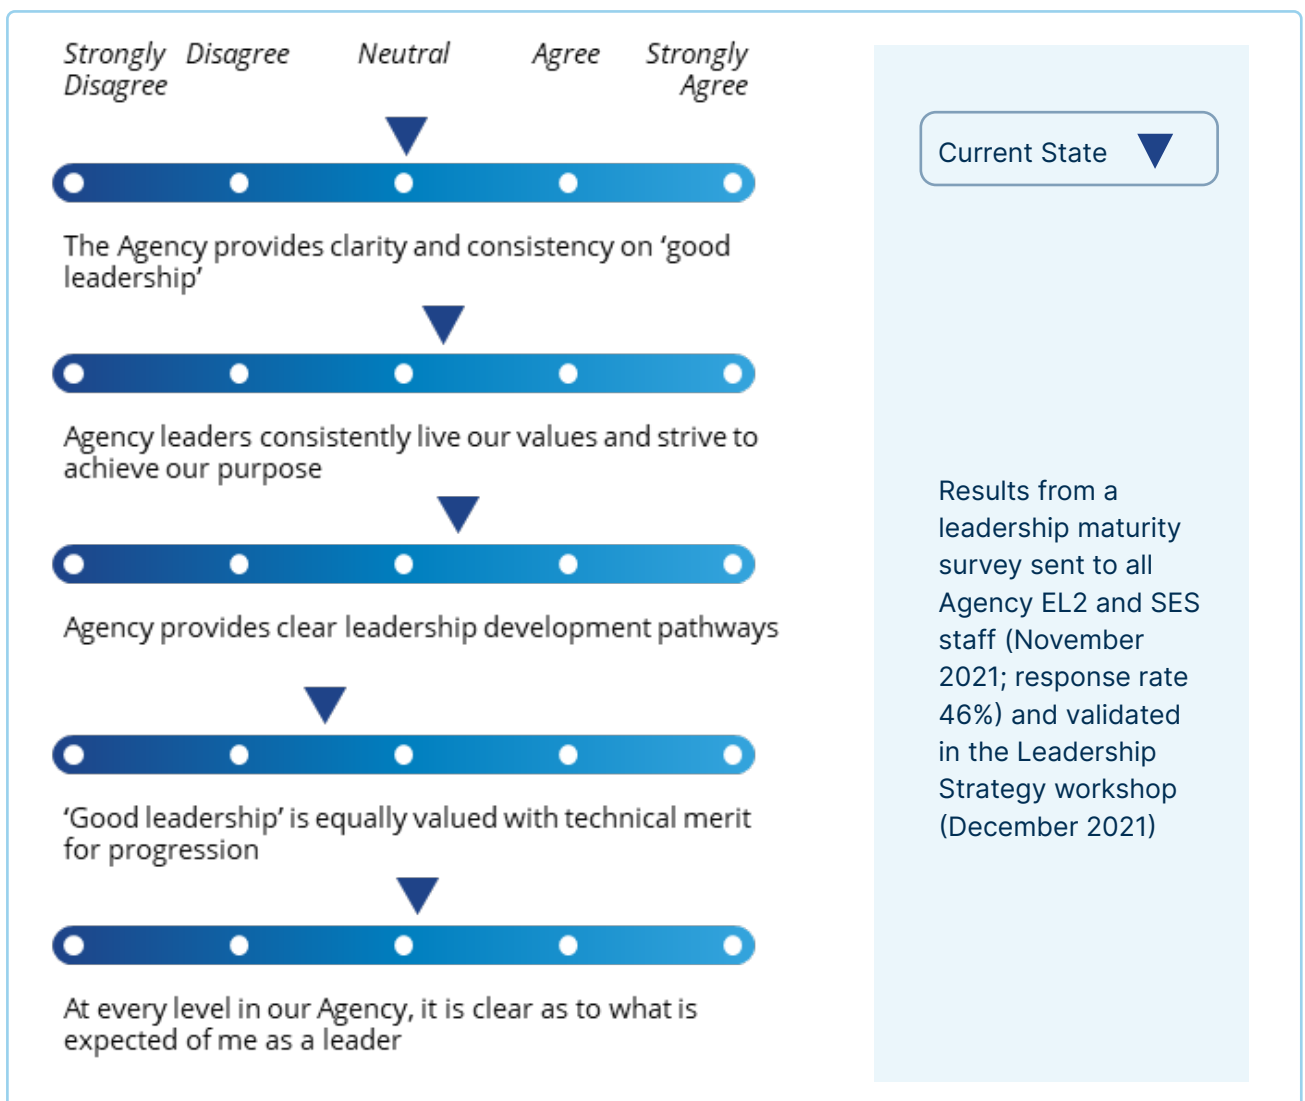 Strongly Disagree Neutral Agree Strongly
Disagree Agree
The Agency provides clarity and consistency on ‘good
leadership’
Agency leaders consistently live our values and strive to
achieve our purpose
Agency provides clear leadership development pathways
‘Good leadership’ is equally valued with technical merit
for progression
At every level in our Agency, it is clear as to what is
expected of me as a leader
Current State
Results from a
leadership maturity
survey sent to all
Agency EL2 and SES
staff (November
2021; response rate
46%) and validated
in the Leadership
Strategy workshop
(December 2021)